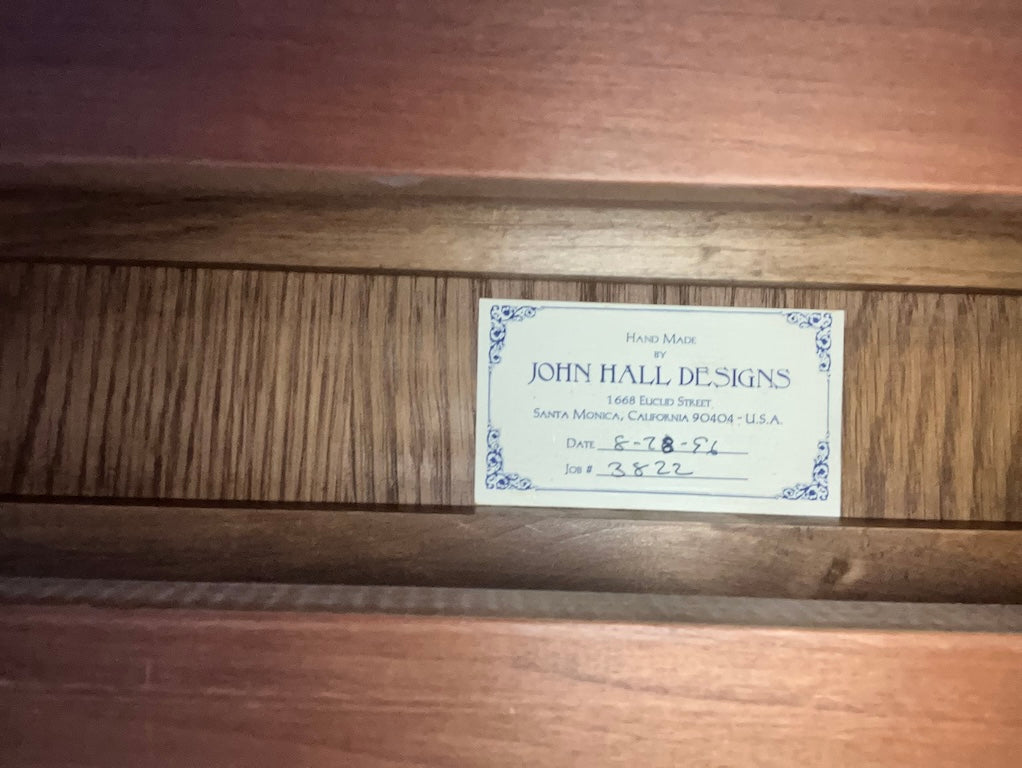 HAND MADE
BY
JOHN HALL DESIGNS
1668 EUCLID STREET
SANTA MONICA, CALIFORNIA 90404 - U.S.A.
DATE 8-28-96
JOB # 3822